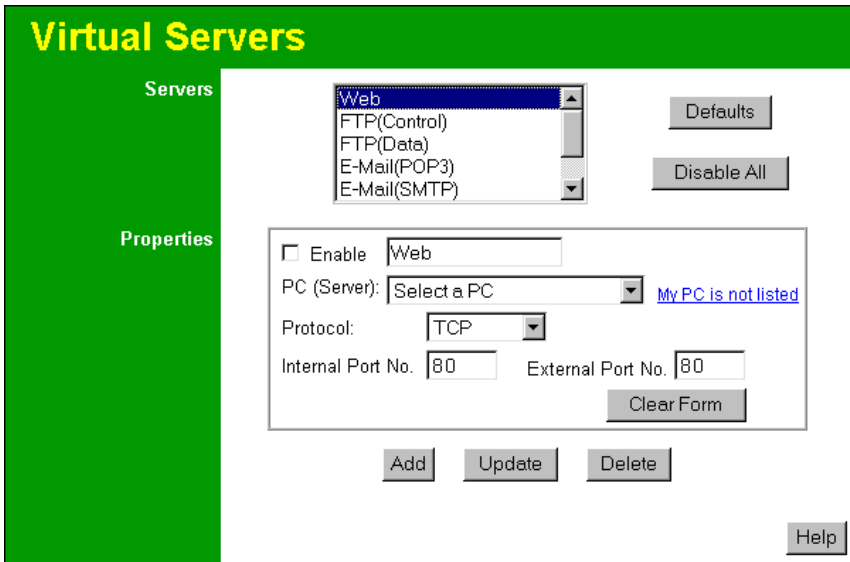 Virtual Servers
Servers
Web
FTP(Control)
FTP(Data)
E-Mail(POP3)
E-Mail(SMTP)
Defaults
Disable All
Properties
Enable Web
PC (Server): Select a PC My PC is not listed
Protocol: TCP
Internal Port No. 80 External Port No. 80
Clear Form
Add Update Delete
Help